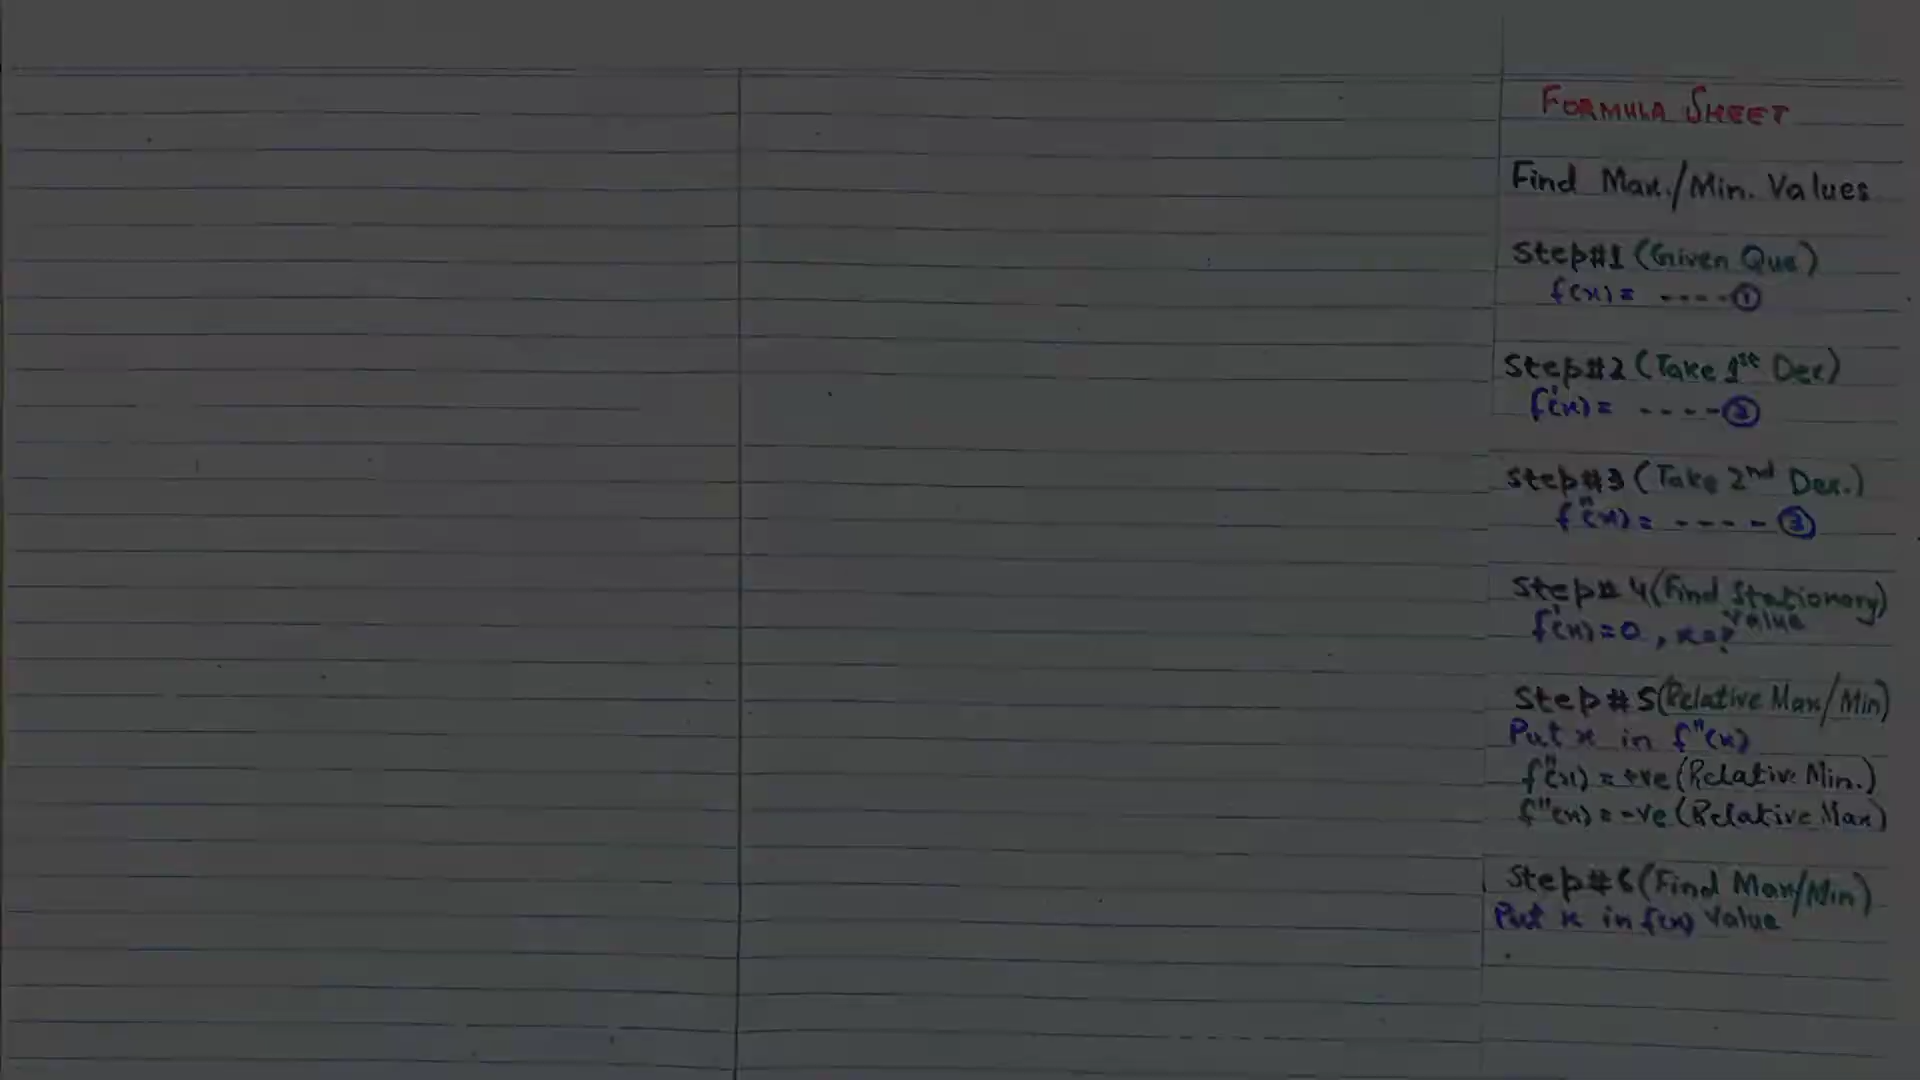 FORMULA SHEET
Find Max./Min. Values
Step#1 (Given Que)
f(x) = ----①
Step#2 (Take 1st Der)
f'(x) = ----②
Step#3 (Take 2nd Der.)
f"(x) = ----③
Step# 4 (Find Stationary)
Value
f'(x) = 0 , x=?
Step# 5 (Relative Max/Min)
Put x in f"(x)
f"(x) = +ve (Relative Min.)
f"(x) = -ve (Relative Max)
Step#6 (Find Max/Min)
Put x in f(x) Value